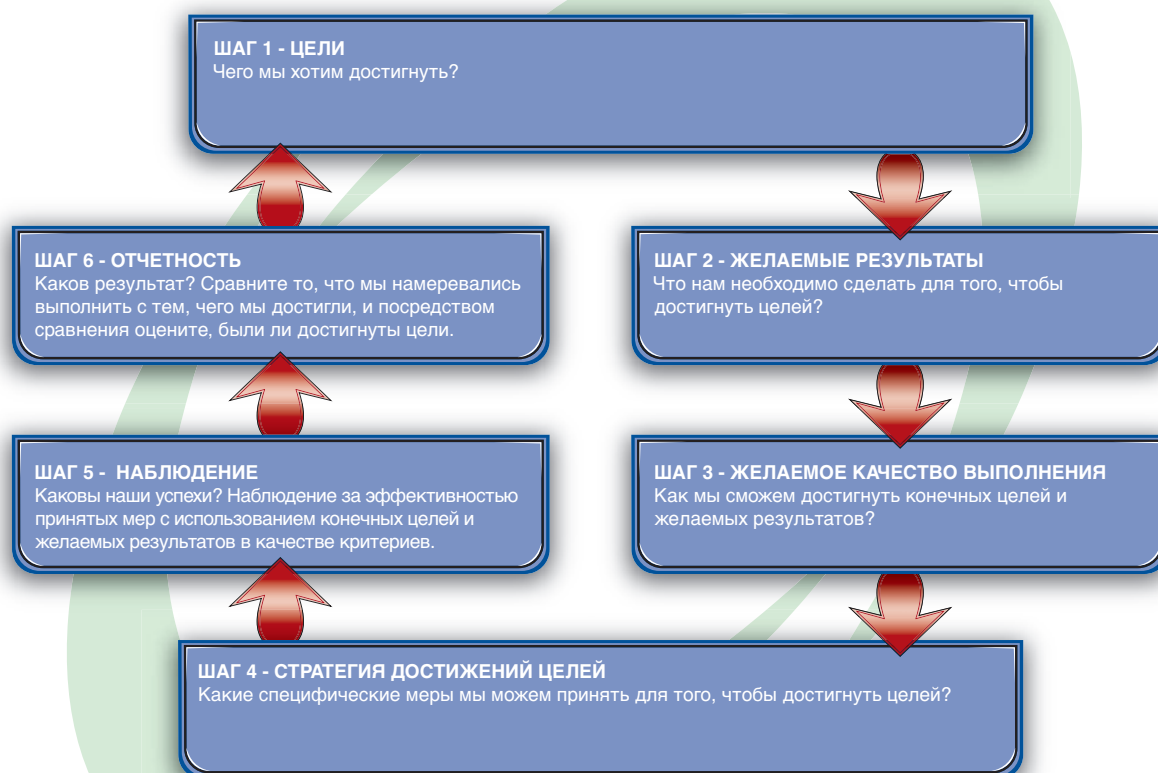 ШАГ 1 - ЦЕЛИ
Чего мы хотим достигнуть?
ШАГ 2 - ЖЕЛАЕМЫЕ РЕЗУЛЬТАТЫ
Что нам необходимо сделать для того, чтобы
достигнуть целей?
ШАГ 3 - ЖЕЛАЕМОЕ КАЧЕСТВО ВЫПОЛНЕНИЯ
Как мы сможем достигнуть конечных целей и
желаемых результатов?
ШАГ 4 - СТРАТЕГИЯ ДОСТИЖЕНИЙ ЦЕЛЕЙ
Какие специфические меры мы можем принять для того, чтобы достигнуть целей?
ШАГ 5 - НАБЛЮДЕНИЕ
Каковы наши успехи? Наблюдение за эффективностью
принятых мер с использованием конечных целей и
желаемых результатов в качестве критериев.
ШАГ 6 - ОТЧЕТНОСТЬ
Каков результат? Сравните то, что мы намеревались
выполнить с тем, чего мы достигли, и посредством
сравнения оцените, были ли достигнуты цели.